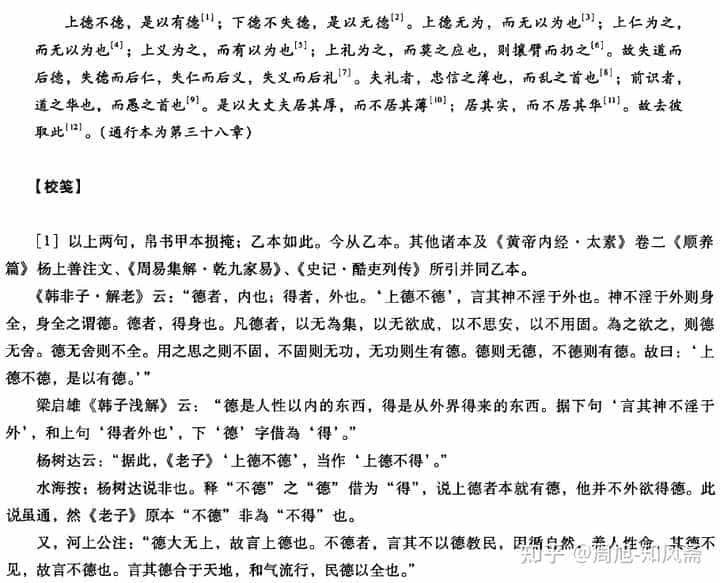 上德不德，是以有德[1]；下德不失德，是以无德[2]。上德无为，而无以为也[3]；上仁为之，
而无以为也[4]；上义为之，而有以为也[5]；上礼为之，而莫之应也，则攘臂而扔之[6]。故失道而
后德，失德而后仁，失仁而后义，失义而后礼[7]。夫礼者，忠信之薄也，而乱之首也[8]；前识者，
道之华也，而愚之首也[9]。是以大丈夫居其厚，而不居其薄[10]；居其实，而不居其华[11]。故去彼
取此[12]。（通行本为第三十八章）
【校笺】
[1] 以上两句，帛书甲本损掩；乙本如此。今从乙本。其他诸本及《黄帝内经·太素》卷二《顺养
篇》杨上善注文、《周易集解·乾九家易》、《史记·酷吏列传》所引并同乙本。
《韩非子·解老》云：“德者，内也；得者，外也。‘上德不德’，言其神不淫于外也。神不淫于外则身
全，身全之谓德。德者，得身也。凡德者，以无為集，以无欲成，以不思安，以不用固。為之欲之，则德
无舍。德无舍则不全。用之思之则不固，不固则无功，无功则生有德。德则无德，不德则有德。故曰：‘上
德不德，是以有德。’”
梁启雄《韩子浅解》云：“德是人性以内的东西，得是从外界得来的东西。据下句‘言其神不淫于
外’，和上句‘得者外也’，下‘德’字借為‘得’。”
杨树达云：“据此，《老子》‘上德不德’，当作‘上德不得’。”
水海按：杨树达说非也。释“不德”之“德”借为“得”，说上德者本就有德，他并不外欲得德。此
说虽通，然《老子》原本“不德”非為“不得”也。
又，河上公注：“德大无上，故言上德也。不德者，言其不以德教民，因循自然，养人性命，其德不
见，故言不德也。言其德合于天地，和气流行，民德以全也。”
知乎 @周旭-知风斋